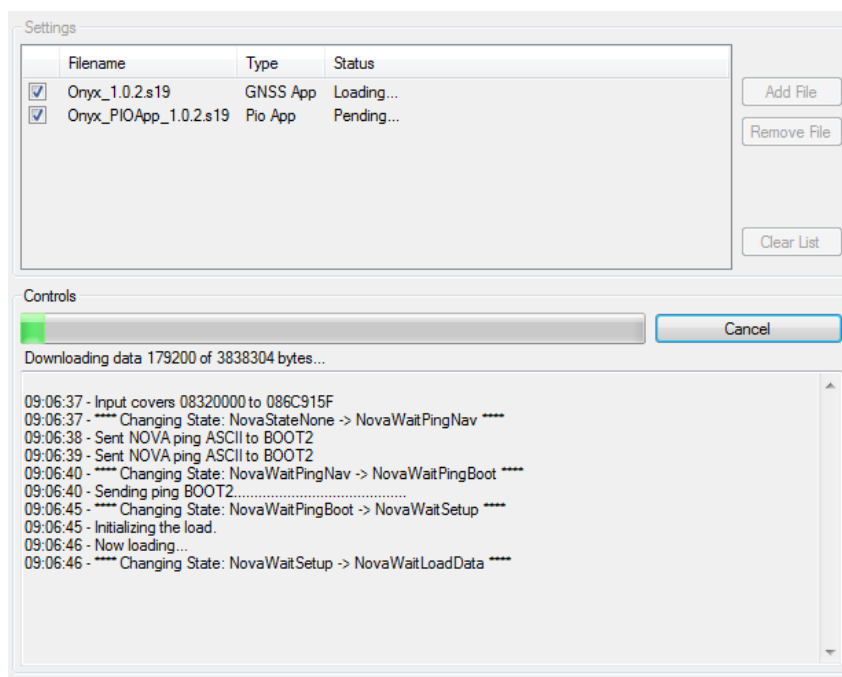 Settings
Filename Type Status
Onyx_1.0.2.s19 GNSS App Loading...
Onyx_PIOApp_1.0.2.s19 Pio App Pending...
Add File
Remove File
Clear List
Controls
Cancel
Downloading data 179200 of 3838304 bytes...
09:06:37 - Input covers 08320000 to 086C915F
09:06:37 - **** Changing State: NovaStateNone -> NovaWaitPingNav ****
09:06:38 - Sent NOVA ping ASCII to BOOT2
09:06:39 - Sent NOVA ping ASCII to BOOT2
09:06:40 - **** Changing State: NovaWaitPingNav -> NovaWaitPingBoot ****
09:06:40 - Sending ping BOOT2..........................................
09:06:45 - **** Changing State: NovaWaitPingBoot -> NovaWaitSetup ****
09:06:45 - Initializing the load.
09:06:46 - Now loading...
09:06:46 - **** Changing State: NovaWaitSetup -> NovaWaitLoadData ****